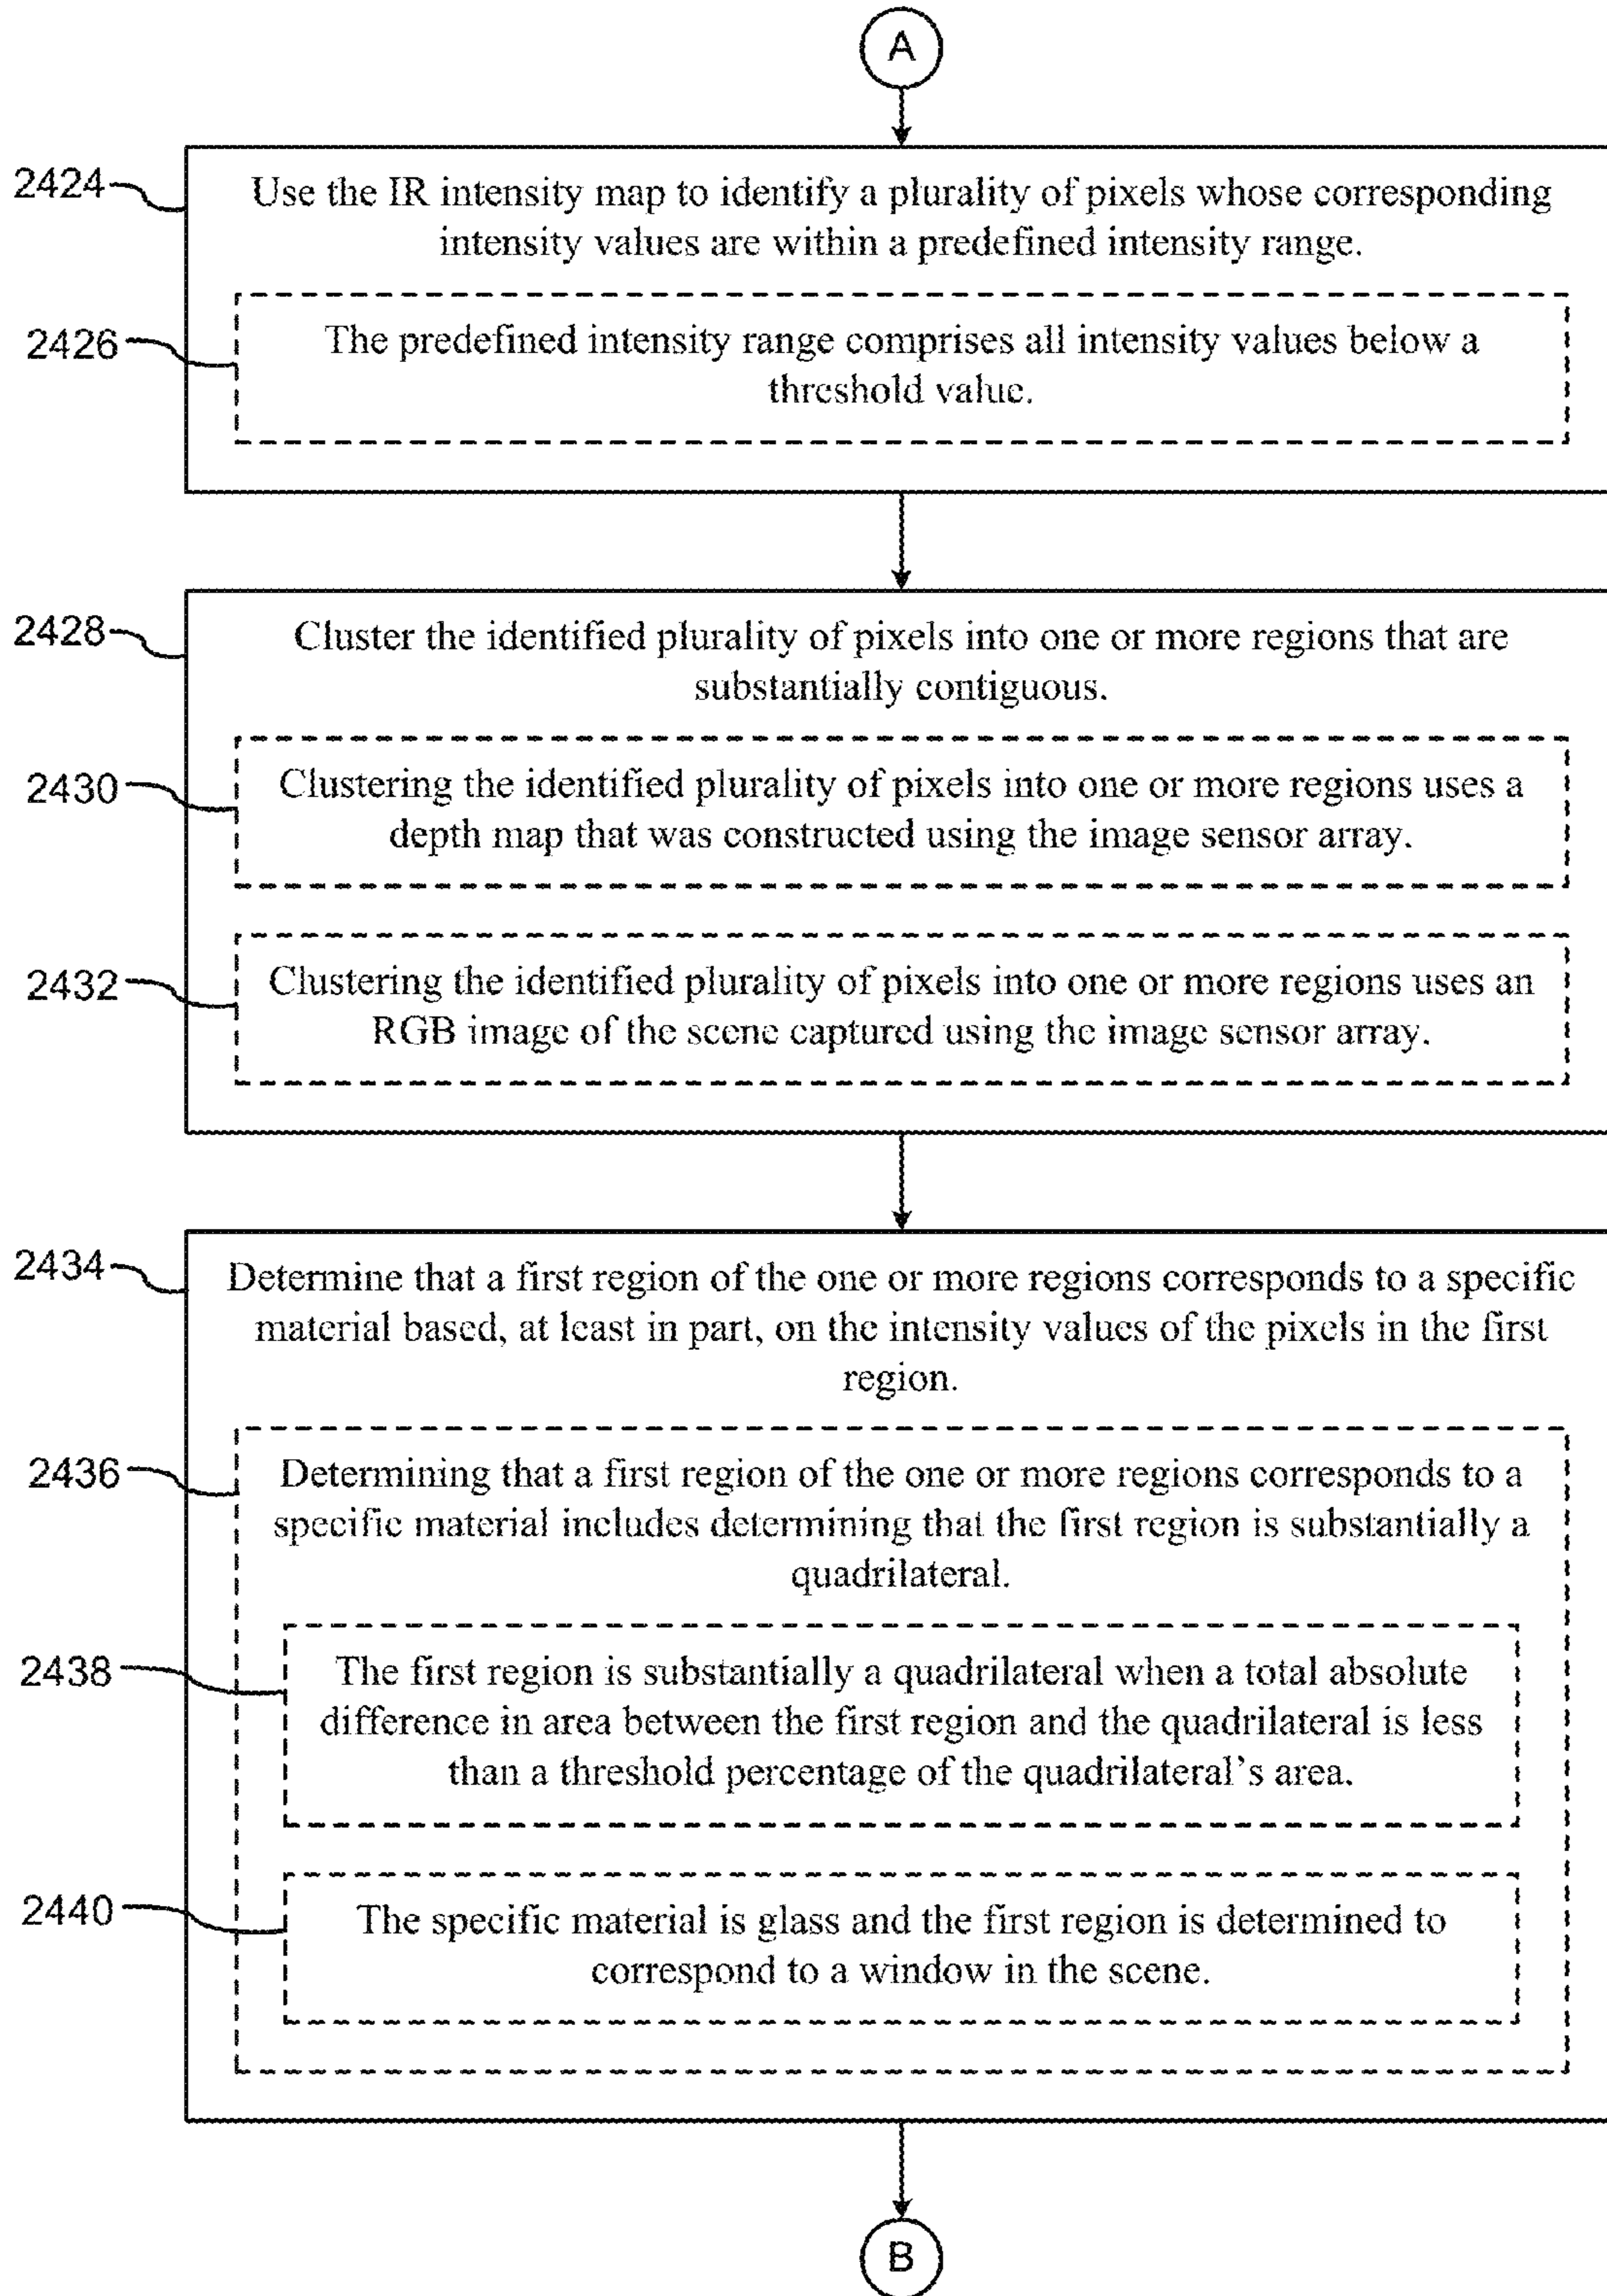 A
2424
Use the IR intensity map to identify a plurality of pixels whose corresponding
intensity values are within a predefined intensity range.
2426
The predefined intensity range comprises all intensity values below a
threshold value.
2428
Cluster the identified plurality of pixels into one or more regions that are
substantially contiguous.
2430
Clustering the identified plurality of pixels into one or more regions uses a
depth map that was constructed using the image sensor array.
2432
Clustering the identified plurality of pixels into one or more regions uses an
RGB image of the scene captured using the image sensor array.
2434
Determine that a first region of the one or more regions corresponds to a specific
material based, at least in part, on the intensity values of the pixels in the first
region.
2436
Determining that a first region of the one or more regions corresponds to a
specific material includes determining that the first region is substantially a
quadrilateral.
2438
The first region is substantially a quadrilateral when a total absolute
difference in area between the first region and the quadrilateral is less
than a threshold percentage of the quadrilateral's area.
2440
The specific material is glass and the first region is determined to
correspond to a window in the scene.
B